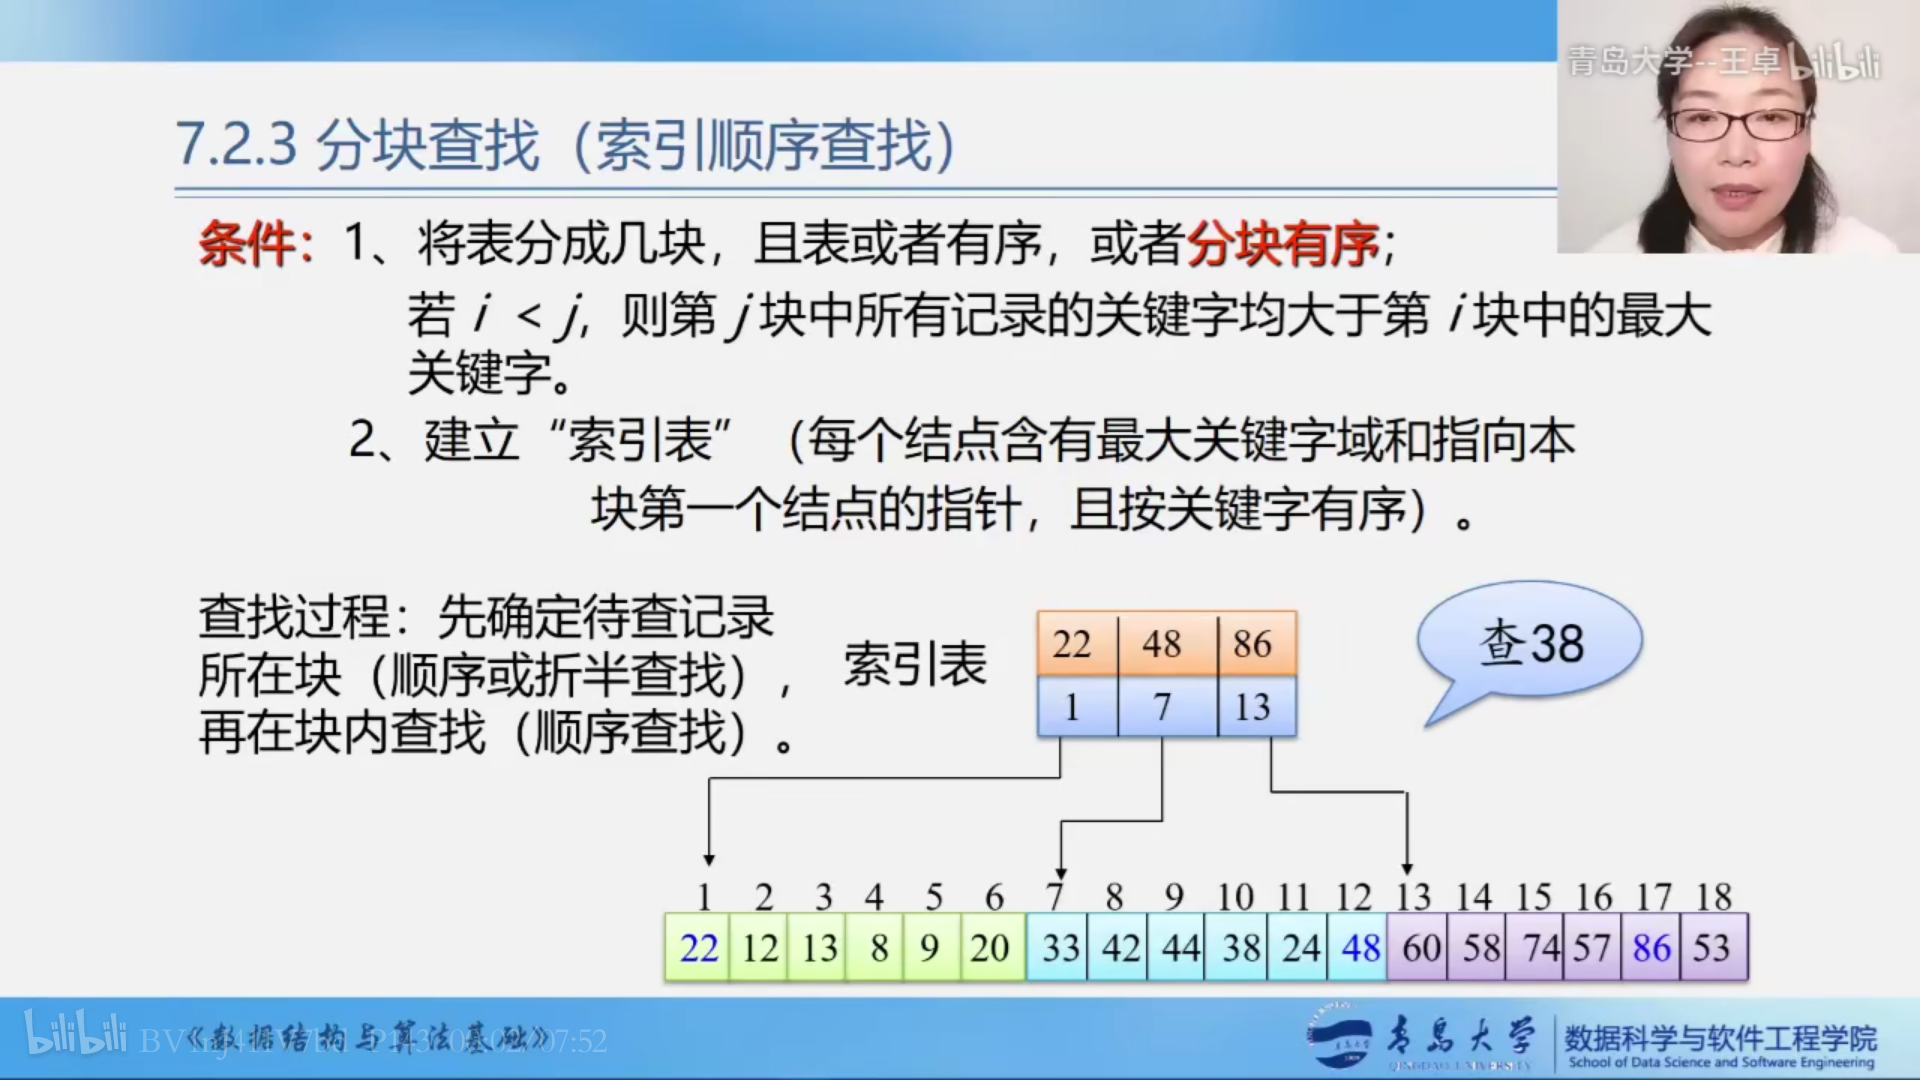 青岛大学--王卓 bilibili
7.2.3 分块查找（索引顺序查找）
条件：1、将表分成几块，且表或者有序，或者分块有序；
若 i < j，则第 j 块中所有记录的关键字均大于第 i 块中的最大
关键字。
2、建立“索引表”（每个结点含有最大关键字域和指向本
块第一个结点的指针，且按关键字有序）。
查找过程：先确定待查记录
所在块（顺序或折半查找），
再在块内查找（顺序查找）。
索引表
22 48 86
1 7 13
查38
1 2 3 4 5 6 7 8 9 10 11 12 13 14 15 16 17 18
22 12 13 8 9 20 33 42 44 38 24 48 60 58 74 57 86 53
bilibili
《数据结构与算法基础》
07:52
青岛大学
QINGDAO UNIVERSITY
数据科学与软件工程学院
School of Data Science and Software Engineering